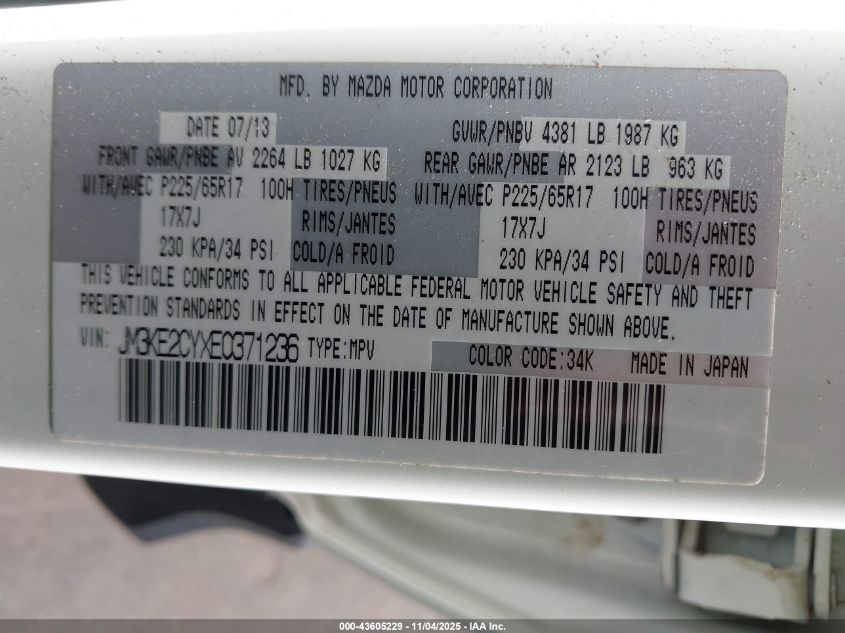 MFD. BY MAZDA MOTOR CORPORATION
DATE 07/13 GVWR/PNBV 4381 LB 1987 KG
FRONT GAWR/PNBE AV 2264 LB 1027 KG REAR GAWR/PNBE AR 2123 LB 963 KG
WITH/AVEC P225/65R17 100H TIRES/PNEUS WITH/AVEC P225/65R17 100H TIRES/PNEUS
17X7J RIMS/JANTES 17X7J RIMS/JANTES
230 KPA/34 PSI COLD/A FROID 230 KPA/34 PSI COLD/A FROID
THIS VEHICLE CONFORMS TO ALL APPLICABLE FEDERAL MOTOR VEHICLE SAFETY AND THEFT
PREVENTION STANDARDS IN EFFECT ON THE DATE OF MANUFACTURE SHOWN ABOVE.
VIN: JM3KE2CYXE0371236 TYPE:MPV COLOR CODE:34K MADE IN JAPAN
000-43605229 - 11/04/2025 - IAA Inc.